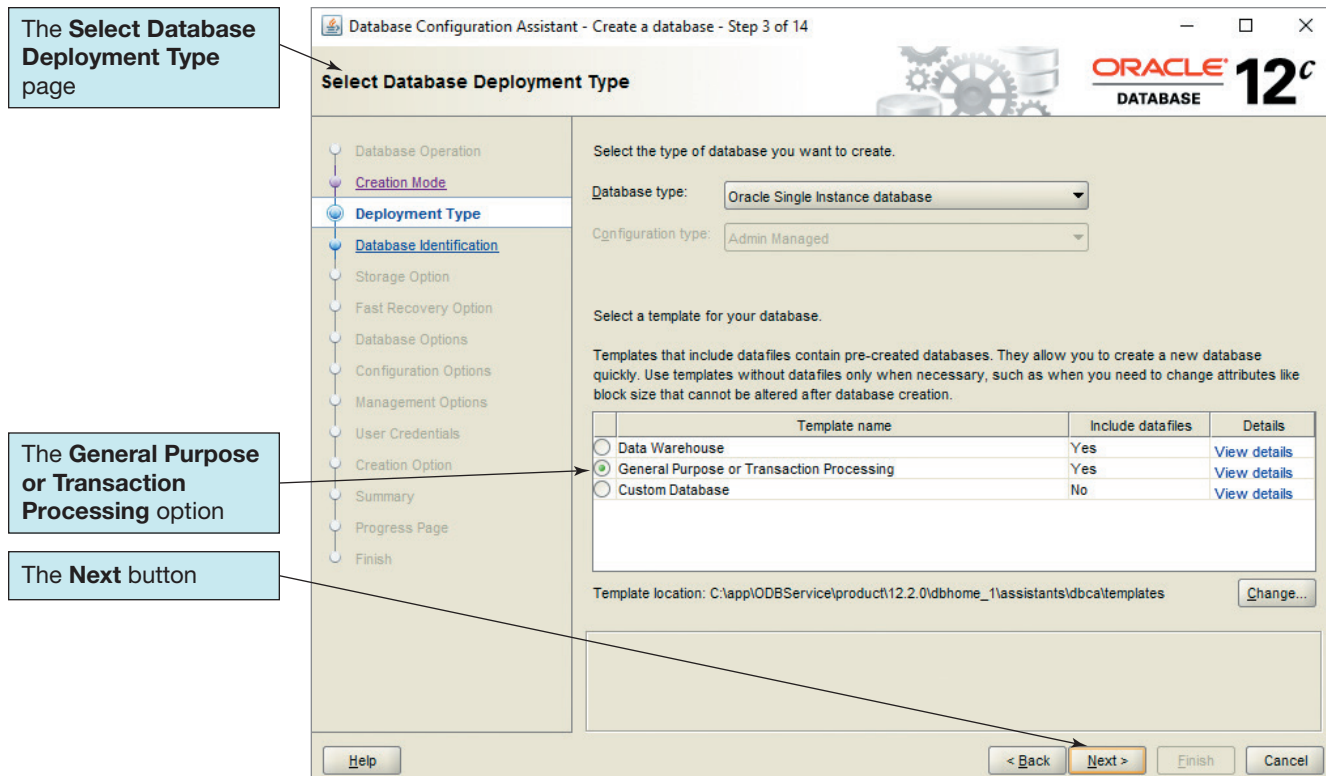 The Select Database
Deployment Type
page
The General Purpose
or Transaction
Processing option
The Next button
Database Configuration Assistant - Create a database - Step 3 of 14
Select Database Deployment Type
ORACLE
DATABASE
12c
Database Operation
Creation Mode
Deployment Type
Database Identification
Storage Option
Fast Recovery Option
Database Options
Configuration Options
Management Options
User Credentials
Creation Option
Summary
Progress Page
Finish
Select the type of database you want to create.
Database type: Oracle Single Instance database
Configuration type: Admin Managed
Select a template for your database.
Templates that include datafiles contain pre-created databases. They allow you to create a new database
quickly. Use templates without datafiles only when necessary, such as when you need to change attributes like
block size that cannot be altered after database creation.
Template name Include datafiles Details
Data Warehouse Yes View details
General Purpose or Transaction Processing Yes View details
Custom Database No View details
Template location: C:\app\ODBService\product\12.2.0\dbhome_1\assistants\dbca\templates Change...
Help < Back Next > Finish Cancel